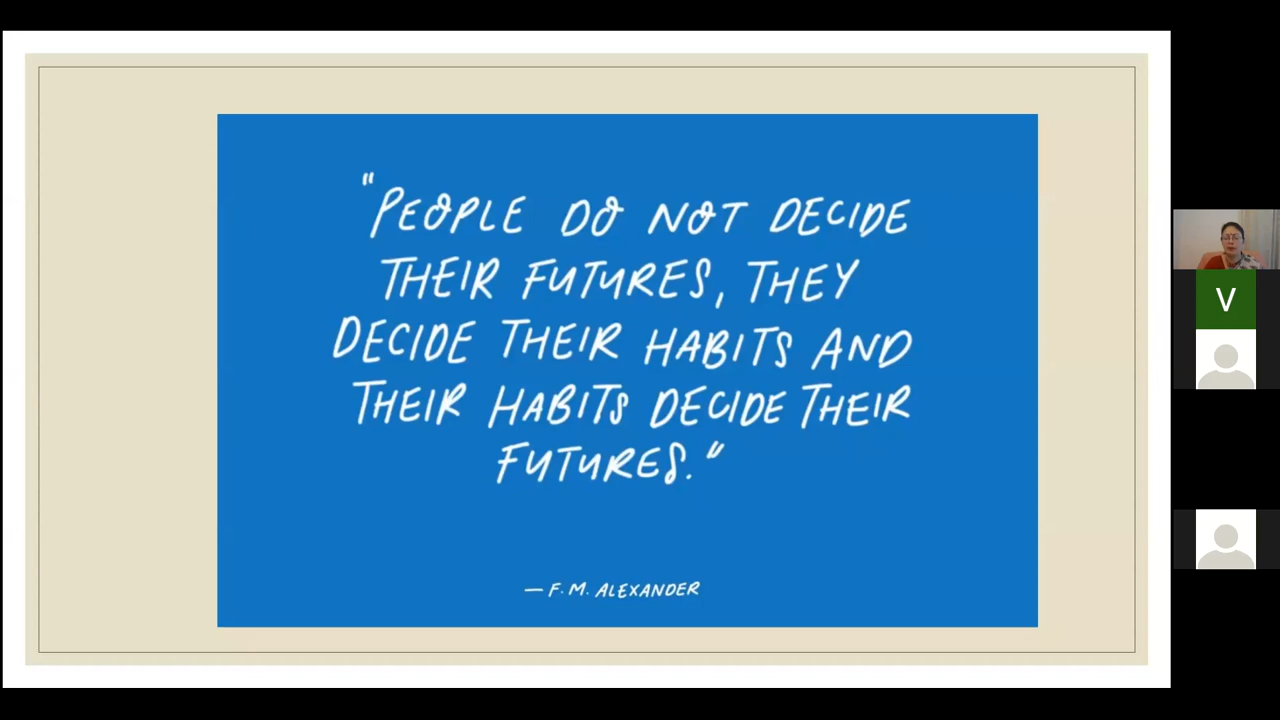 "PEOPLE DO NOT DECIDE
THEIR FUTURES, THEY
DECIDE THEIR HABITS AND
THEIR HABITS DECIDE THEIR
FUTURES."
— F.M. ALEXANDER
V